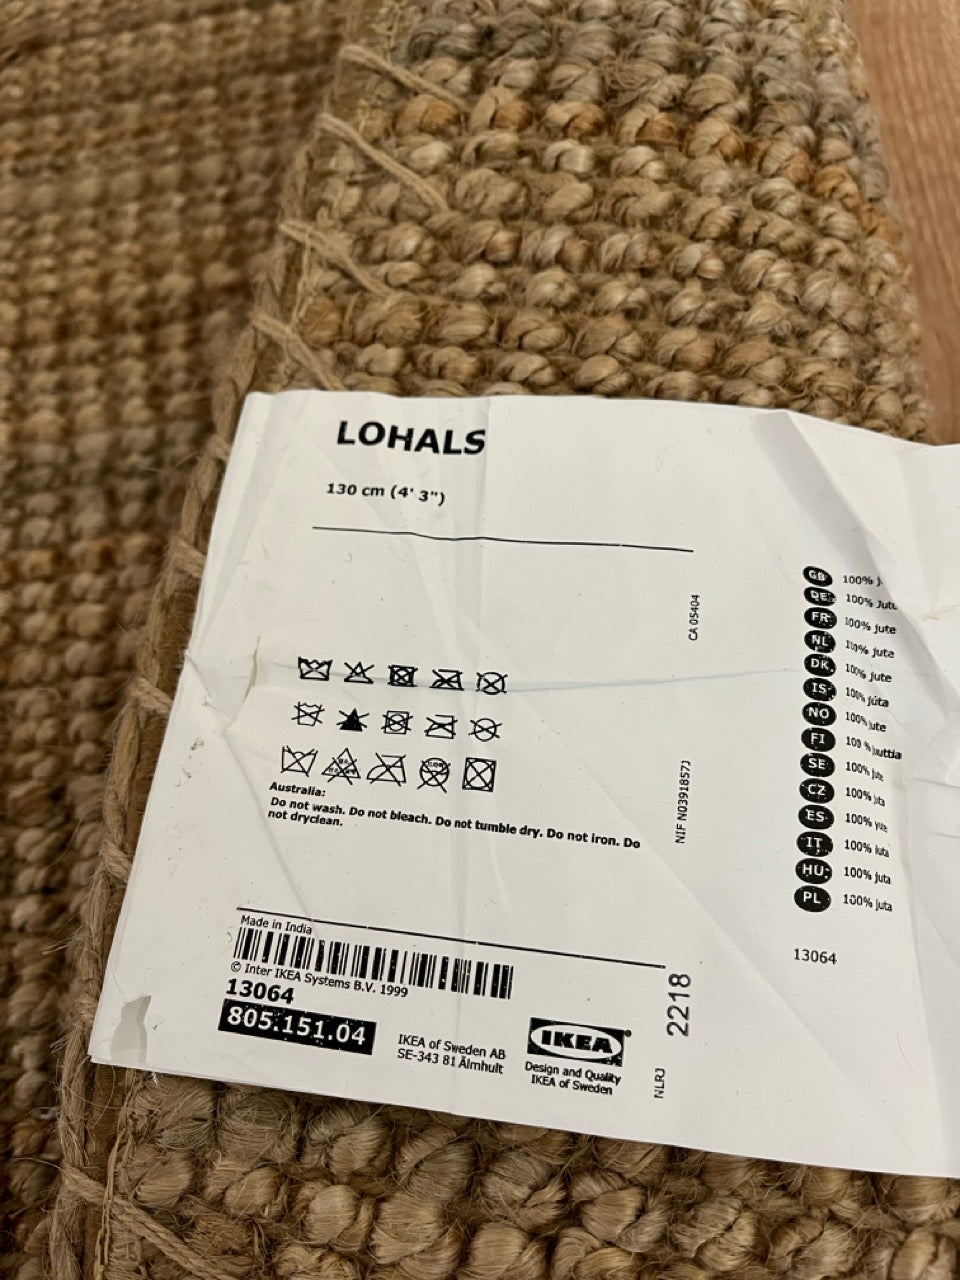 LOHALS
130 cm (4' 3")
CA 05404
NIF N0391857J
Australia:
Do not wash. Do not bleach. Do not tumble dry. Do not iron. Do
not dryclean.
GB 100%
DE 100% Jute
FR 100% jute
NL 100% jute
DK 100% jute
IS 100% júta
NO 100% jute
FI 100 % juuttia
SE 100% jute
CZ 100% juta
ES 100% yute
IT 100% iuta
HU 100% juta
PL 100% juta
13064
Made in India
© Inter IKEA Systems B.V. 1999
13064
805.151.04
IKEA of Sweden AB
SE-343 81 Älmhult
IKEA
Design and Quality
IKEA of Sweden
2218
NLRJ